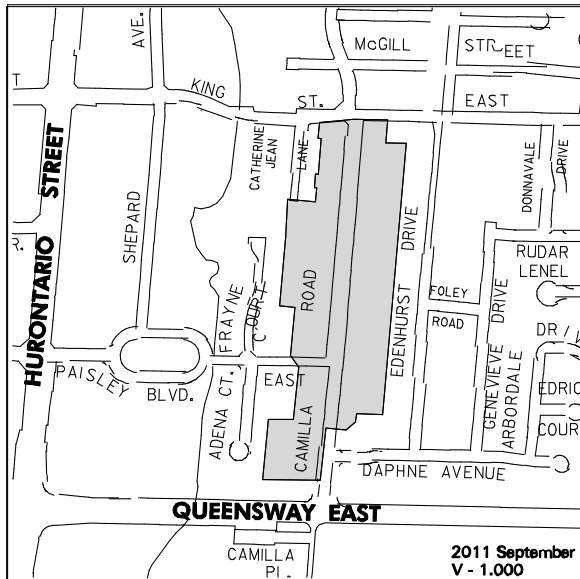 AVE.
McGILL STREET
KING ST. EAST
HURONTARIO STREET
SHEPARD
CATHERINE
JEAN
LANE
DONNAVALE
DRIVE
RUDAR
LENEL
FRAYNE
COURT
ROAD
EDENHURST DRIVE
FOLEY
ROAD
GENEVIEVE DRIVE
ARBORDALE
PAISLEY BLVD. EAST
ADENA CT.
CAMILLA
EDRIC
COUR
DAPHNE AVENUE
QUEENSWAY EAST
CAMILLA
PL.
2011 September
V - 1.000